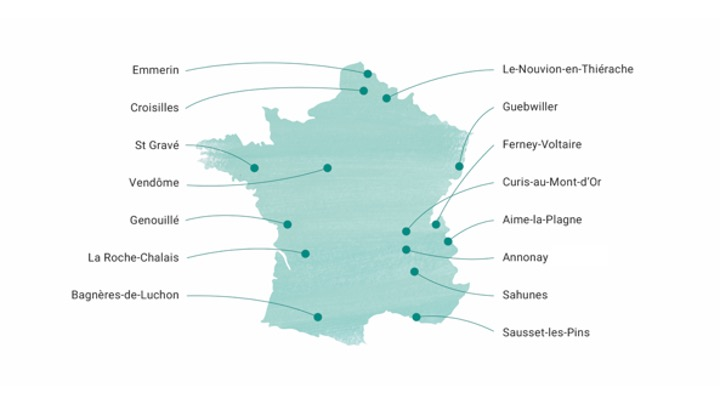 Emmerin
Croisilles
St Gravé
Vendôme
Genouillé
La Roche-Chalais
Bagnères-de-Luchon
Le-Nouvion-en-Thiérache
Guebwiller
Ferney-Voltaire
Curis-au-Mont-d'Or
Aime-la-Plagne
Annonay
Sahunes
Sausset-les-Pins